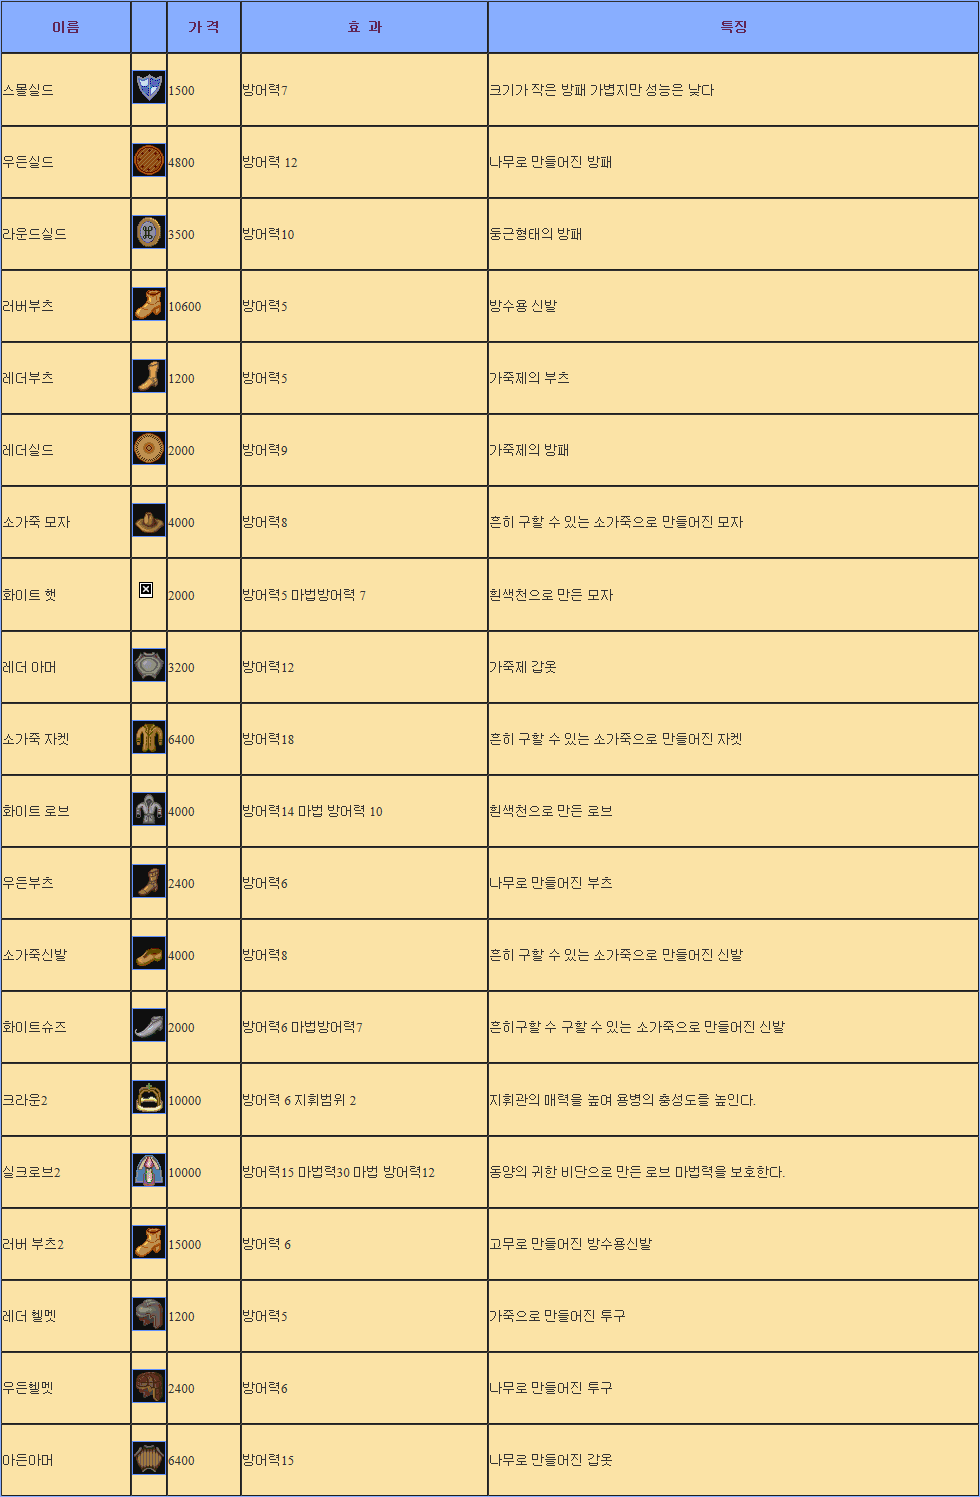 이름 가 격 효 과 특징
스몰실드 1500 방어력7 크기가 작은 방패 가볍지만 성능은 낮다
우든실드 4800 방어력 12 나무로 만들어진 방패
라운드실드 3500 방어력10 둥근형태의 방패
러버부츠 10600 방어력5 방수용 신발
레더부츠 1200 방어력5 가죽제의 부츠
레더실드 2000 방어력9 가죽제의 방패
소가죽 모자 4000 방어력8 흔히 구할 수 있는 소가죽으로 만들어진 모자
화이트 햇 2000 방어력5 마법방어력 7 흰색천으로 만든 모자
레더 아머 3200 방어력12 가죽제 갑옷
소가죽 자켓 6400 방어력18 흔히 구할 수 있는 소가죽으로 만들어진 자켓
화이트 로브 4000 방어력14 마법 방어력 10 흰색천으로 만든 로브
우든부츠 2400 방어력6 나무로 만들어진 부츠
소가죽신발 4000 방어력8 흔히 구할 수 있는 소가죽으로 만들어진 신발
화이트슈즈 2000 방어력6 마법방어력7 흔히구할 수 구할 수 있는 소가죽으로 만들어진 신발
크라운2 10000 방어력 6 지휘범위 2 지휘관의 매력을 높여 용병의 충성도를 높인다.
실크로브2 10000 방어력15 마법력30 마법 방어력12 동양의 귀한 비단으로 만든 로브 마법력을 보호한다.
러버 부츠2 15000 방어력 6 고무로 만들어진 방수용신발
레더 헬멧 1200 방어력5 가죽으로 만들어진 투구
우든헬멧 2400 방어력6 나무로 만들어진 투구
아든아머 6400 방어력15 나무로 만들어진 갑옷